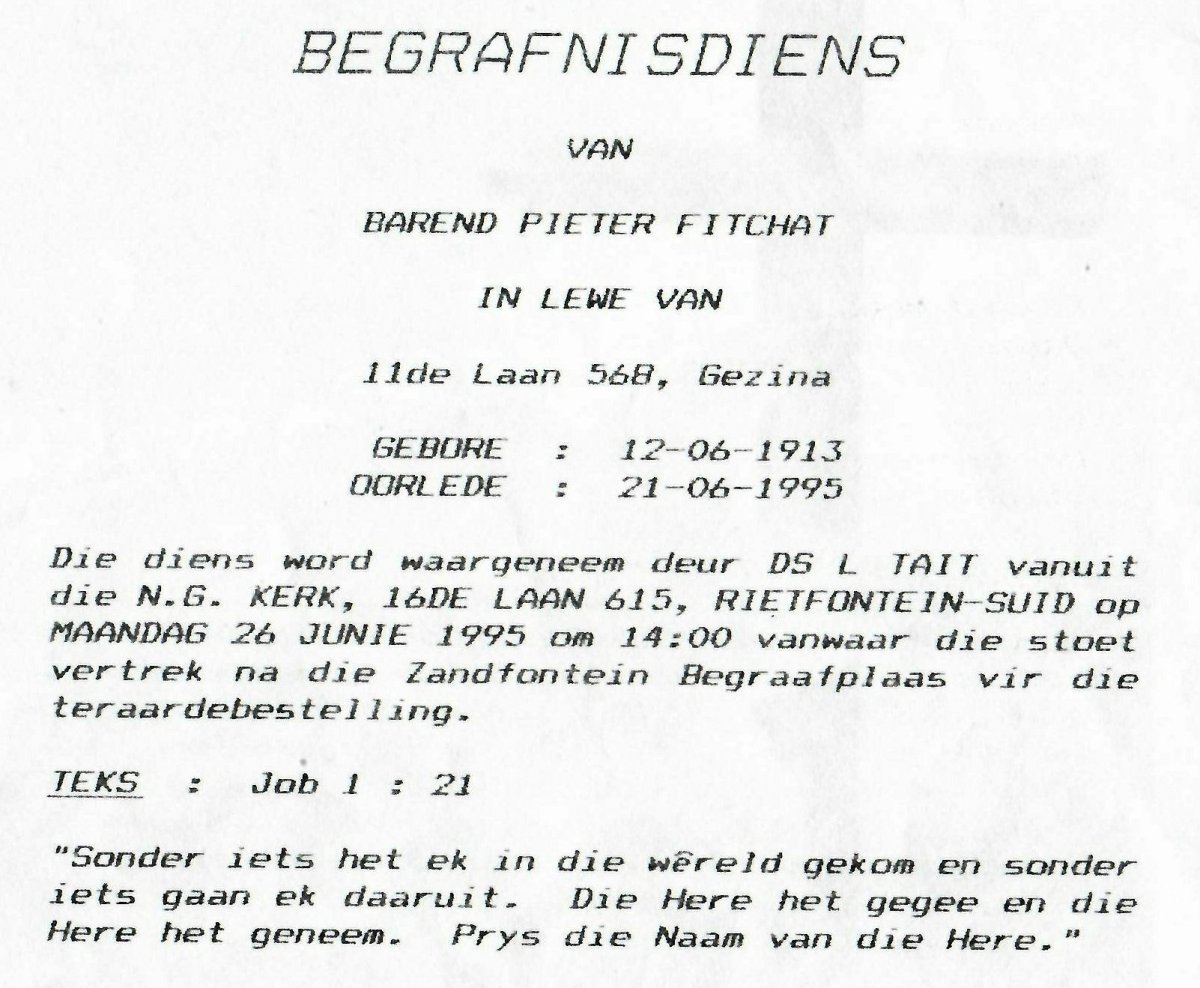 BEGRAFNISDIENS
VAN
BAREND PIETER FITCHAT
IN LEWE VAN
11de Laan 568, Gezina
GEBORE : 12-06-1913
OORLEDE : 21-06-1995
Die diens word waargeneem deur DS L TAIT vanuit
die N.G. KERK, 16DE LAAN 615, RIETFONTEIN-SUID op
MAANDAG 26 JUNIE 1995 om 14:00 vanwaar die stoet
vertrek na die Zandfontein Begraafplaas vir die
teraardebestelling.
TEKS : Job 1 : 21
"Sonder iets het ek in die wêreld gekom en sonder
iets gaan ek daaruit. Die Here het gegee en die
Here het geneem. Prys die Naam van die Here."